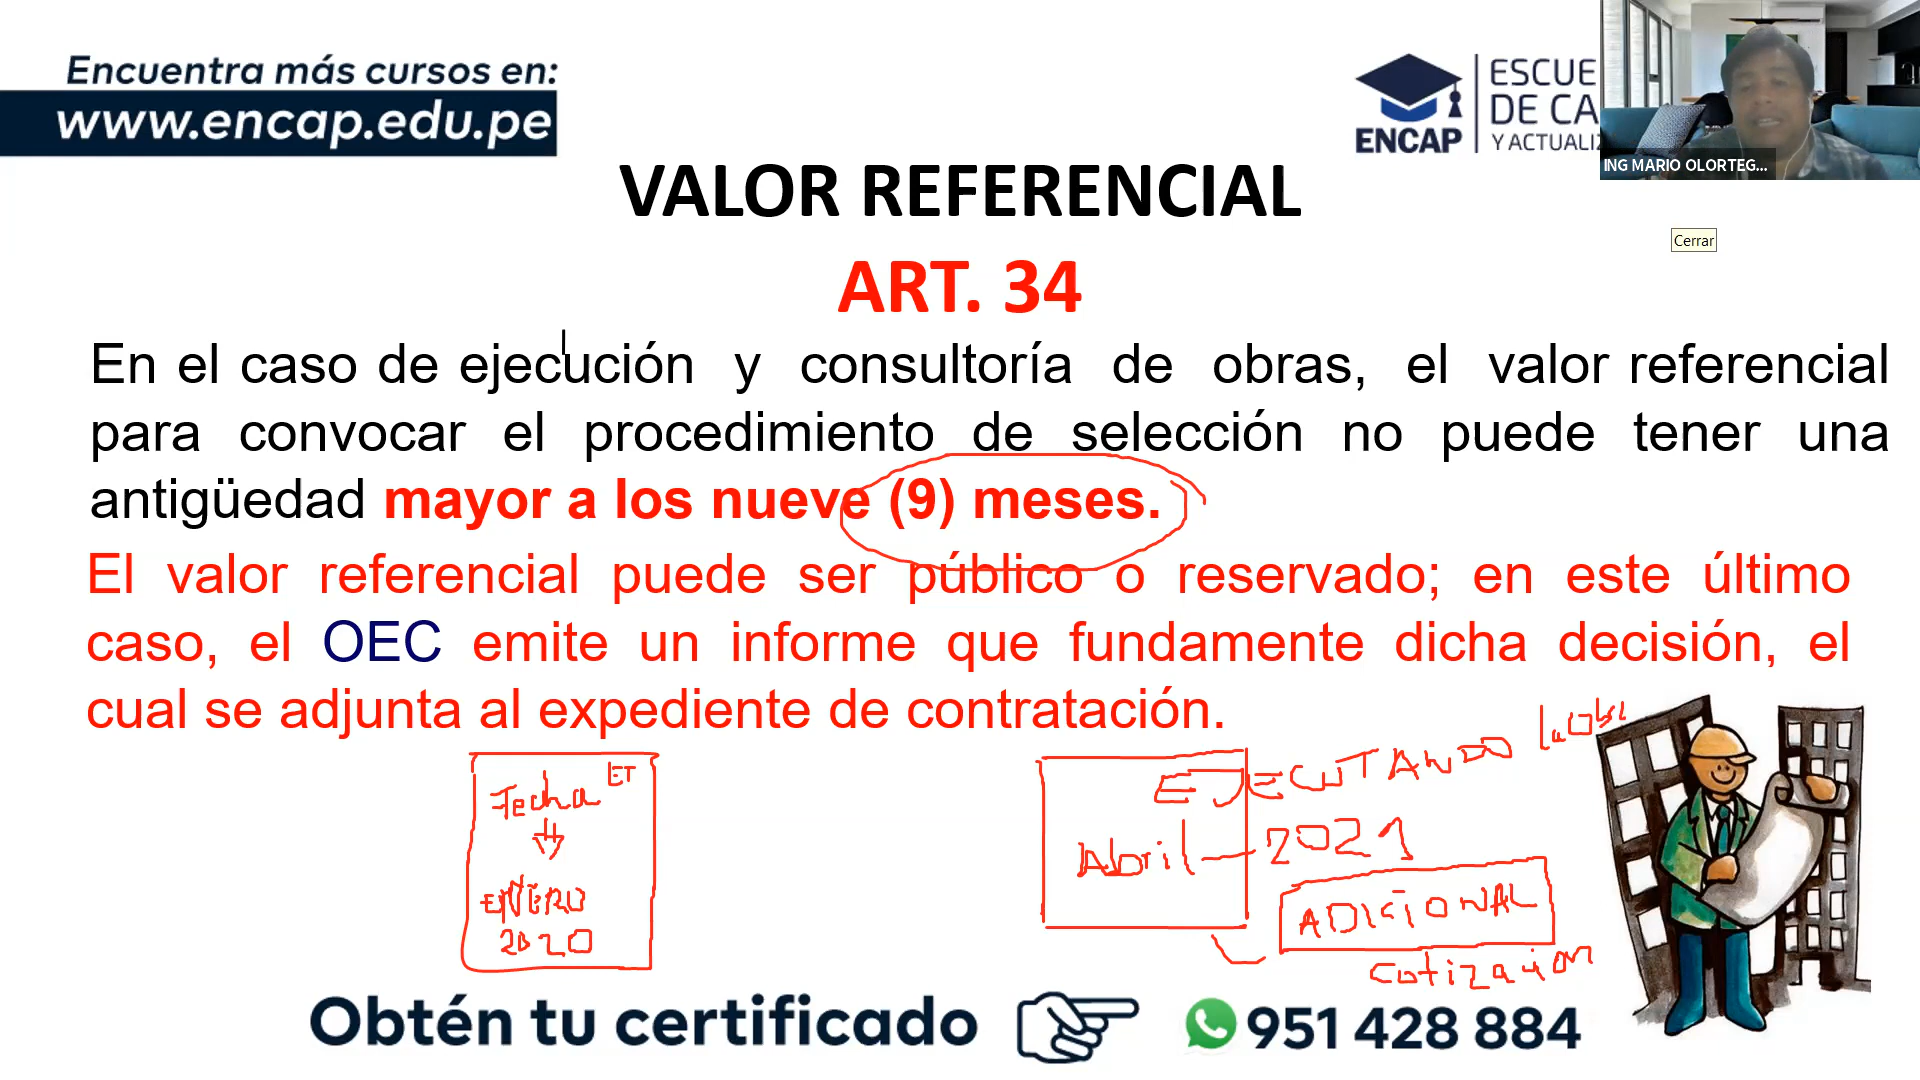 Encuentra más cursos en:
www.encap.edu.pe
ENCAP
ESCUE
DE CA
Y ACTUALIZ
ING MARIO OLORTEG...
Cerrar
VALOR REFERENCIAL
ART. 34
En el caso de ejecución y consultoría de obras, el valor referencial
para convocar el procedimiento de selección no puede tener una
antigüedad mayor a los nueve (9) meses.
El valor referencial puede ser público o reservado; en este último
caso, el OEC emite un informe que fundamente dicha decisión, el
cual se adjunta al expediente de contratación.
Fecha ET
ENERO
2020
EJECUTANDO
Abril - 2021
ADICIONAL
cotizacion
Obtén tu certificado
951 428 884